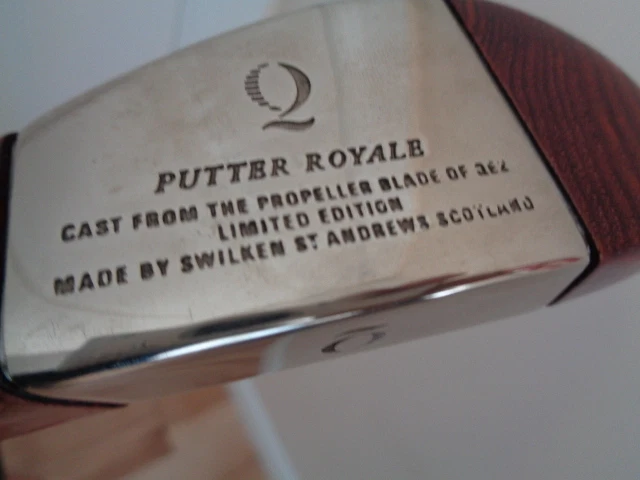 Q
PUTTER ROYALE
CAST FROM THE PROPELLER BLADE OF QE2
LIMITED EDITION
MADE BY SWILKEN ST ANDREWS SCOTLAND